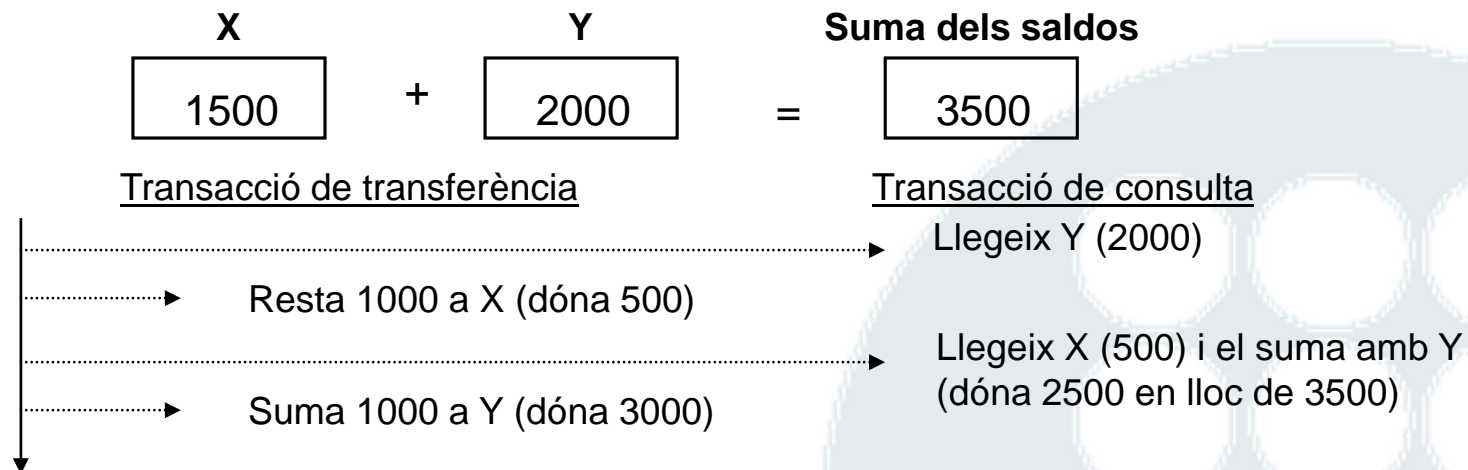 X Y Suma dels saldos
1500 + 2000 = 3500
Transacció de transferència Transacció de consulta
Llegeix Y (2000)
Resta 1000 a X (dóna 500)
Llegeix X (500) i el suma amb Y
(dóna 2500 en lloc de 3500)
Suma 1000 a Y (dóna 3000)